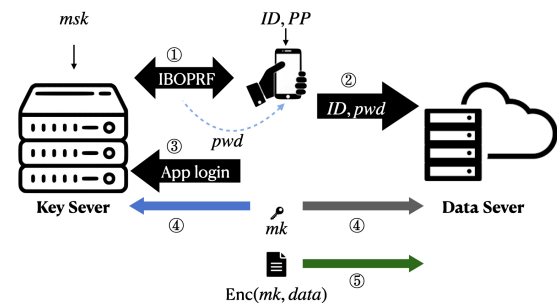 msk
ID, PP
①
IBOPRF
②
ID, pwd
pwd
③
App login
Key Sever
Data Sever
④
mk
④
⑤
Enc(mk, data)